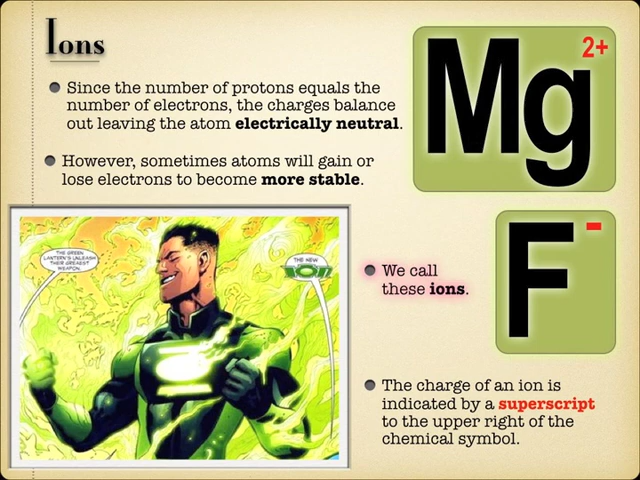 Ions
Since the number of protons equals the
number of electrons, the charges balance
out leaving the atom electrically neutral.
However, sometimes atoms will gain or
lose electrons to become more stable.
Mg 2+
F -
THE GREEN
LANTERN'S UNLEASH
THEIR GREATEST
WEAPON.
THE NEW
ION!
We call
these ions.
The charge of an ion is
indicated by a superscript
to the upper right of the
chemical symbol.